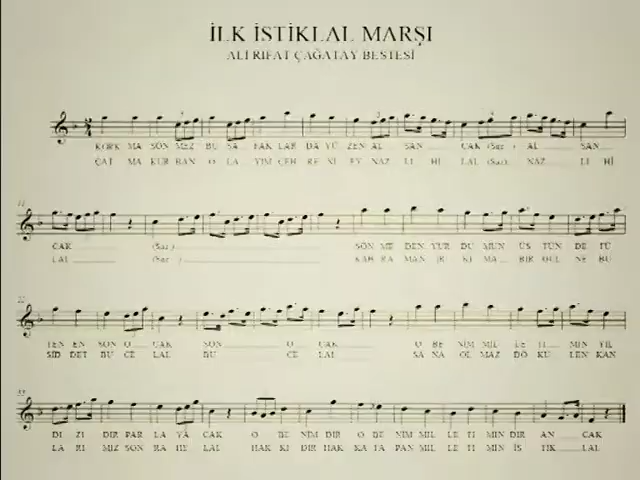 İLK İSTİKLAL MARŞI
ALİ RIFAT ÇAĞATAY BESTESİ
KORK MA SÖN MEZ BU ŞA FAK LAR DA YÜ ZEN AL SAN CAK (Saz) AL SAN
ÇAT MA KUR BAN O LA YIM ÇEH RE Nİ EY NAZ LI Hİ LAL (Saz) NAZ LI Hİ
CAK (Saz) SÖN ME DEN YUR DU MUN ÜS TÜN DE TÜ
LAL (Saz) KAH RA MAN IR KI MA BİR GÜL NE BU
TEN EN SON O CAK SON O CAK O BE NİM MİL LE Tİ MİN YIL
ŞİD DET BU CE LAL BU CE LAL SA NA OL MAZ DÖ KÜ LEN KAN
DI ZI DIR PAR LA YA CAK O BE NİM DİR O BE NİM MİL LE Tİ MİN DİR AN CAK
LA RI MIZ SON RA HE LAL HAK KI DIR HAK KA TA PAN MİL LE Tİ MİN İS TİK LAL